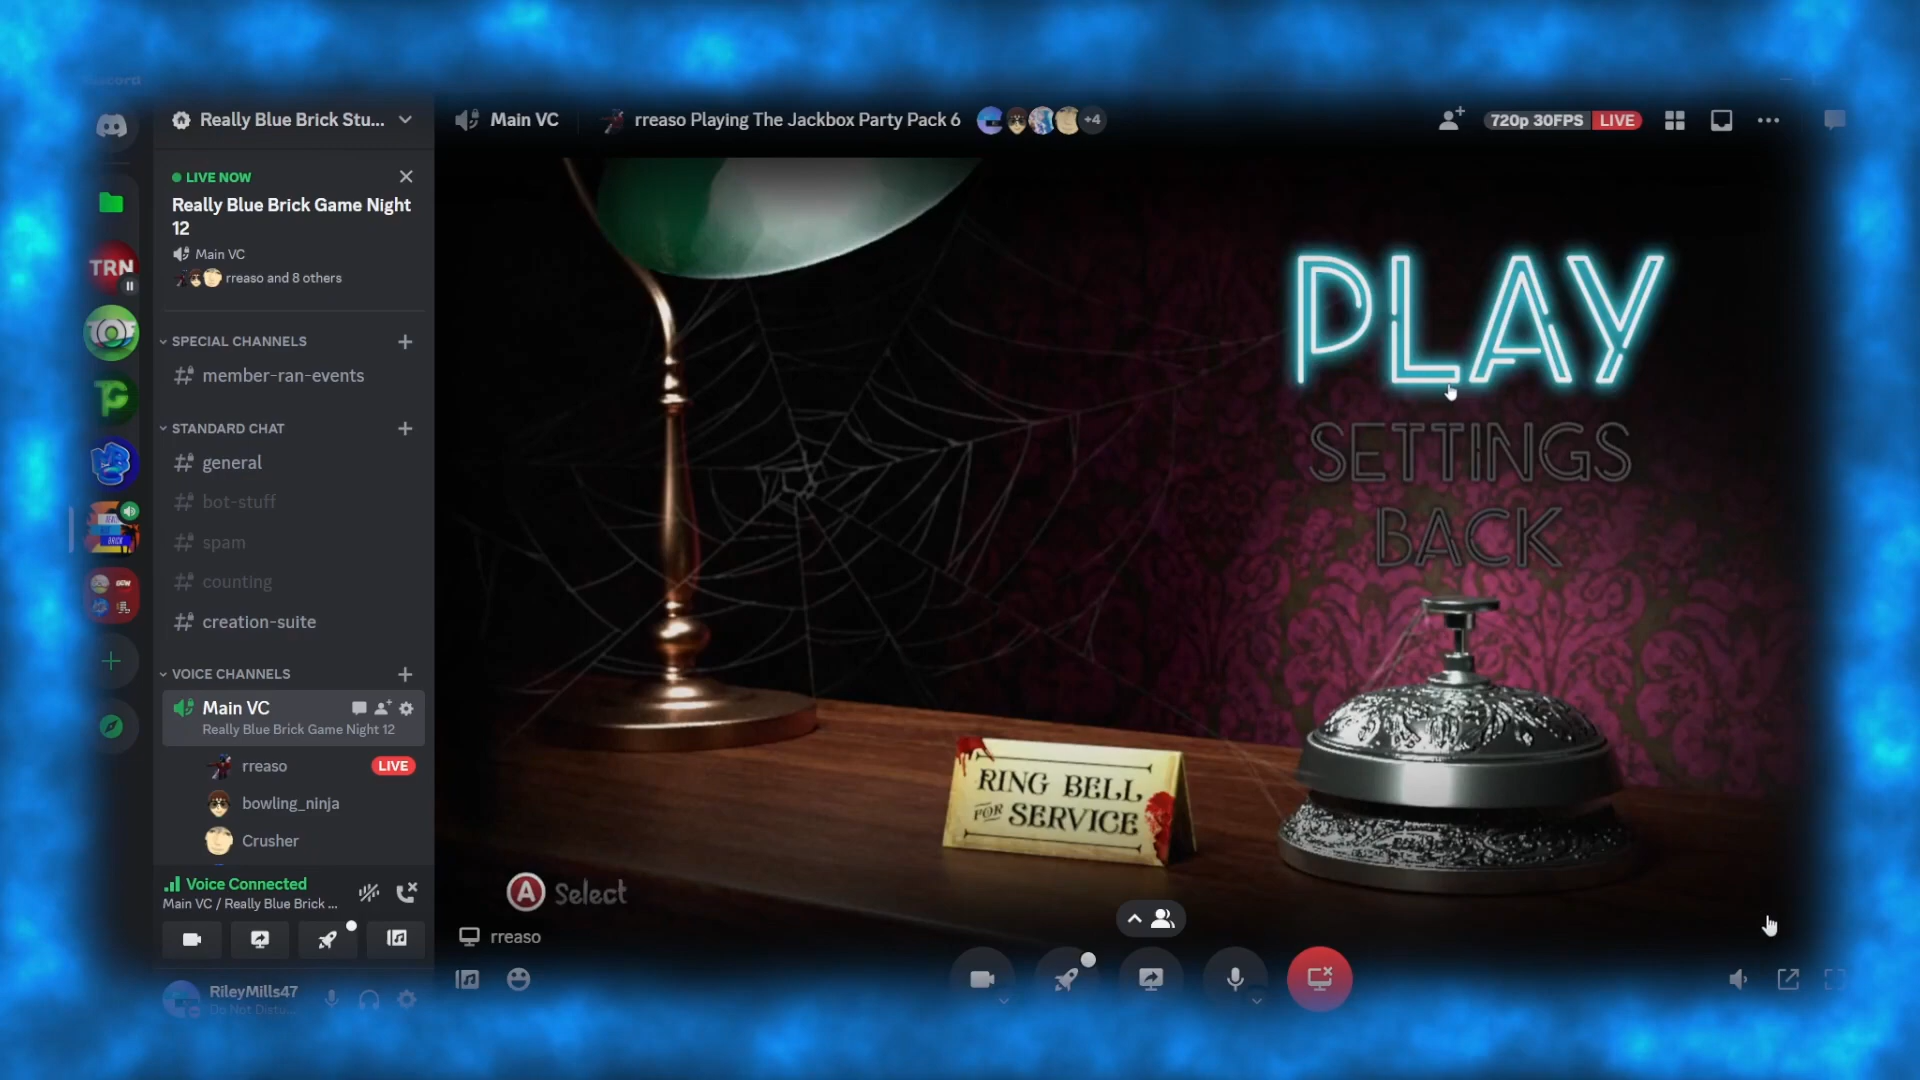 Really Blue Brick Stu...
Main VC
rreaso Playing The Jackbox Party Pack 6
+4
720p 30FPS
LIVE
LIVE NOW
Really Blue Brick Game Night
12
Main VC
rreaso and 8 others
TRN
SPECIAL CHANNELS
member-ran-events
STANDARD CHAT
general
bot-stuff
spam
counting
creation-suite
VOICE CHANNELS
Main VC
Really Blue Brick Game Night 12
rreaso
LIVE
bowling_ninja
Crusher
Voice Connected
Main VC / Really Blue Brick ...
RileyMills47
Do Not Distu...
PLAY
SETTINGS
BACK
RING BELL
FOR SERVICE
A Select
rreaso